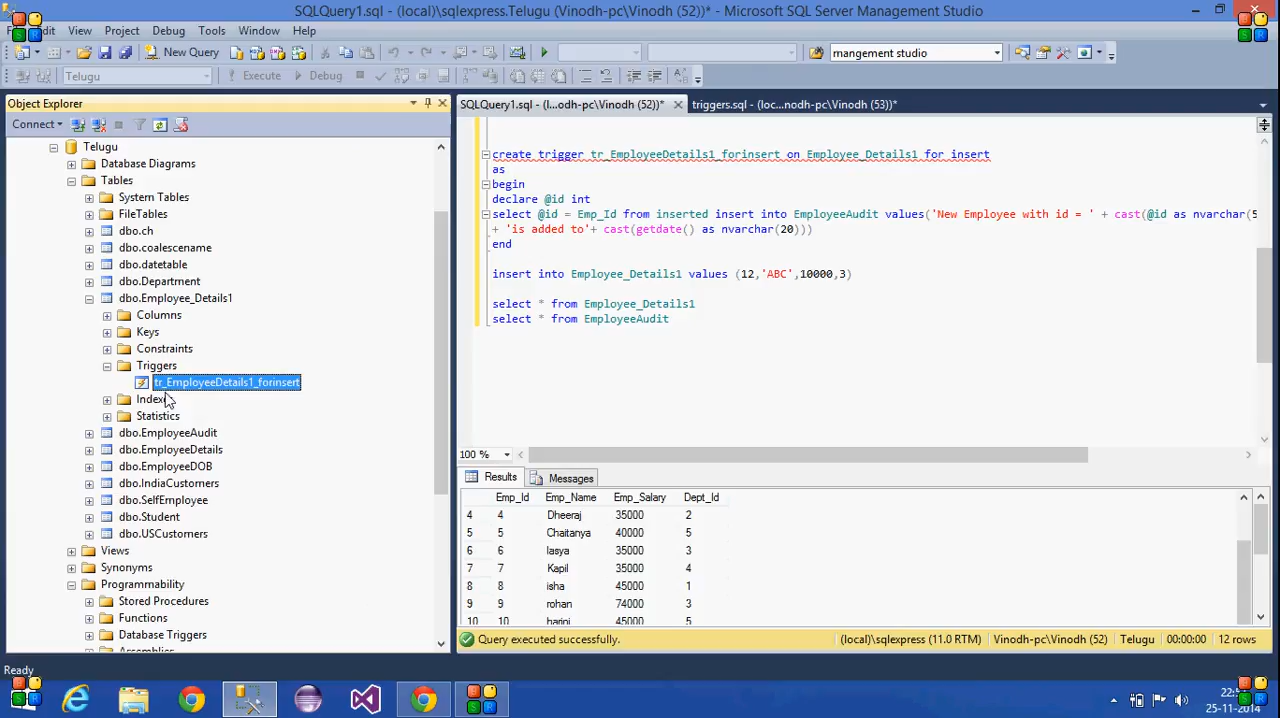 SQLQuery1.sql - (local)\sqlexpress.Telugu (Vinodh (52))* - Microsoft SQL Server Management Studio
Edit View Project Debug Tools Window Help
New Query mangement studio
Telugu Execute Debug
Object Explorer
Connect
Telugu
Database Diagrams
Tables
System Tables
FileTables
dbo.ch
dbo.coalescename
dbo.datetable
dbo.Department
dbo.Employee_Details1
Columns
Keys
Constraints
Triggers
tr_EmployeeDetails1_forinsert
Statistics
dbo.EmployeeAudit
dbo.EmployeeDetails
dbo.EmployeeDOB
dbo.IndiaCustomers
dbo.SelfEmployee
dbo.Student
dbo.USCustomers
Views
Synonyms
Programmability
Stored Procedures
Functions
Database Triggers
SQLQuery1.sql - (l...odh-pc\Vinodh (52))* triggers.sql - (loc...nodh-pc\Vinodh (53))*
create trigger tr_EmployeeDetails1_forinsert on Employee_Details1 for insert
as
begin
declare @id int
select @id = Emp_Id from inserted insert into EmployeeAudit values('New Employee with id = ' + cast(@id as nvarchar(5
+ 'is added to'+ cast(getdate() as nvarchar(20)))
end
insert into Employee_Details1 values (12,'ABC',10000,3)
select * from Employee_Details1
select * from EmployeeAudit
100 %
Results Messages
Emp_Id Emp_Name Emp_Salary Dept_Id
4 4 Dheeraj 35000 2
5 5 Chaitanya 40000 5
6 6 lasya 35000 3
7 7 Kapil 35000 4
8 8 isha 45000 1
9 9 rohan 74000 3
10 10 harini 45000 5
Query executed successfully. (local)\sqlexpress (11.0 RTM) Vinodh-pc\Vinodh (52) Telugu 00:00:00 12 rows
Ready
25-11-2014